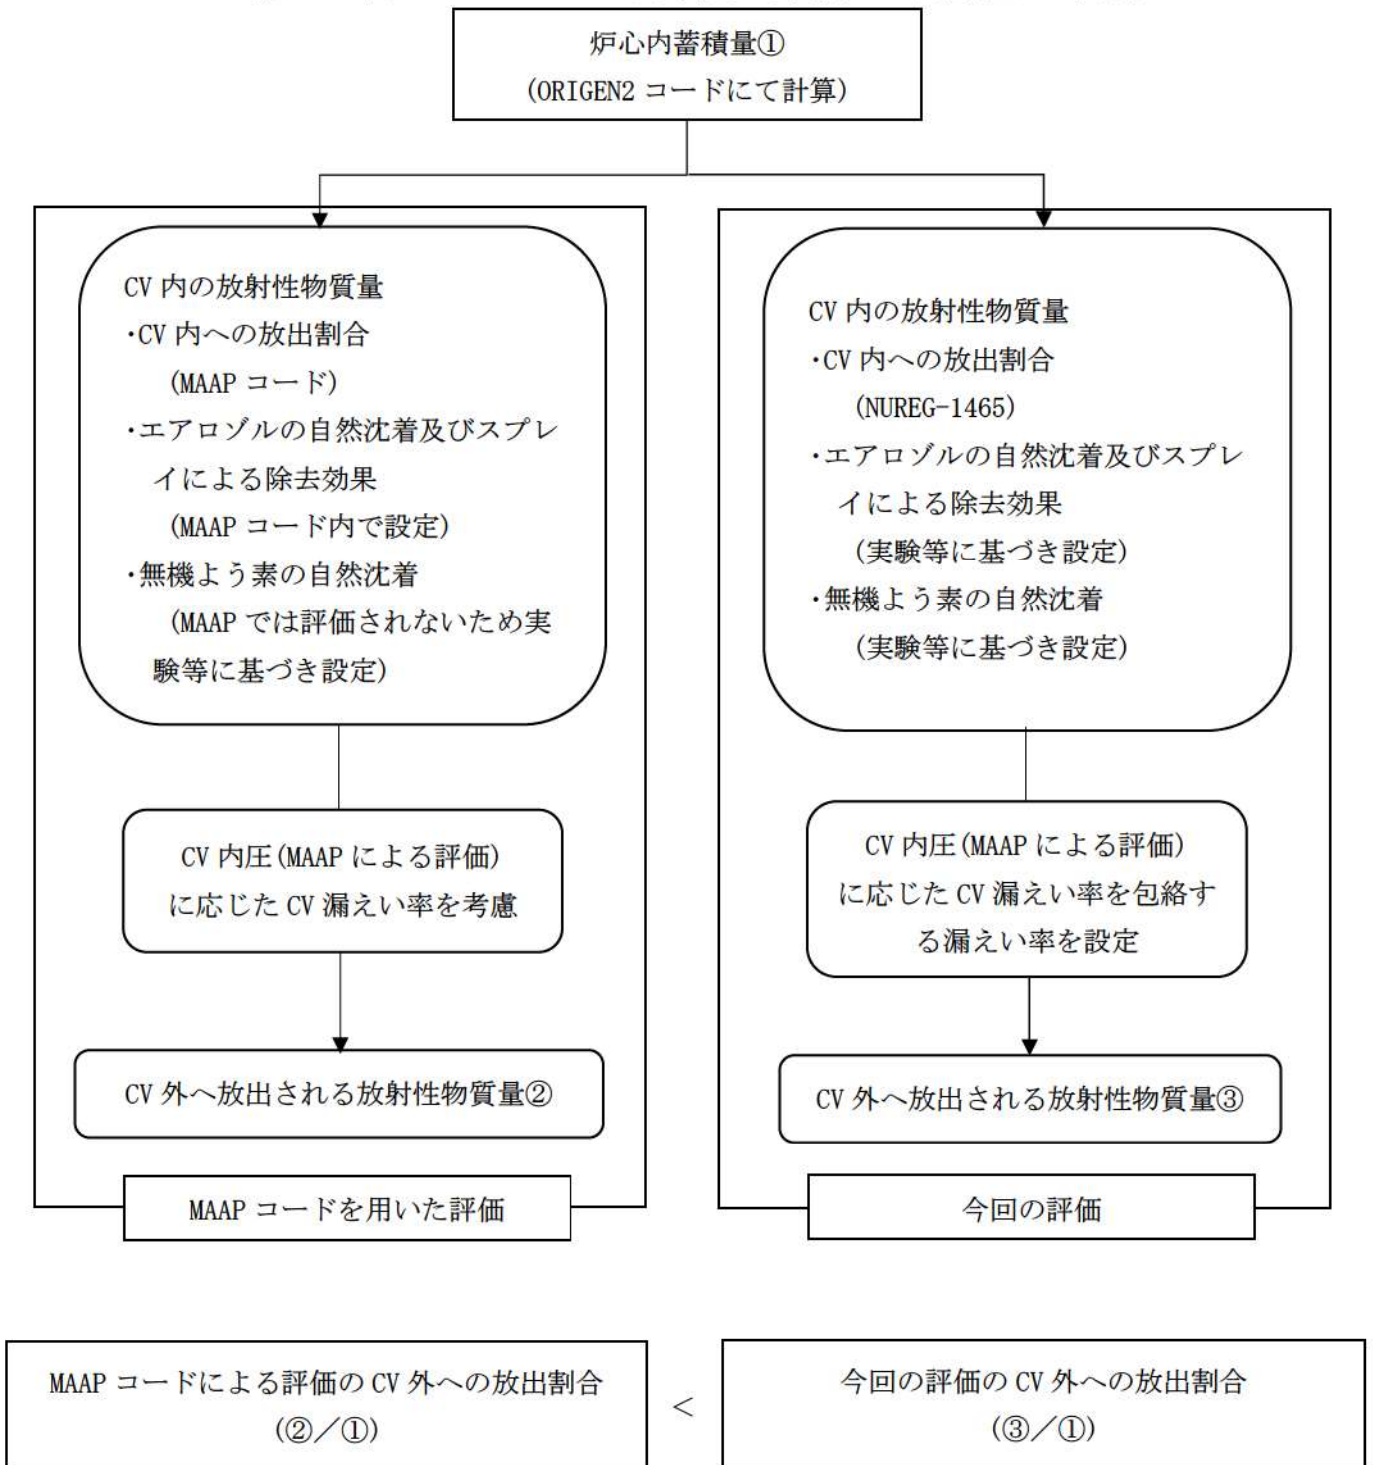 炉心内蓄積量①
(ORIGEN2 コードにて計算)
CV 内の放射性物質量
・CV 内への放出割合
(MAAP コード)
・エアロゾルの自然沈着及びスプレ
イによる除去効果
(MAAP コード内で設定)
・無機よう素の自然沈着
(MAAP では評価されないため実
験等に基づき設定)
CV 内圧(MAAP による評価)
に応じた CV 漏えい率を考慮
CV 外へ放出される放射性物質量②
MAAP コードを用いた評価
CV 内の放射性物質量
・CV 内への放出割合
(NUREG-1465)
・エアロゾルの自然沈着及びスプレ
イによる除去効果
(実験等に基づき設定)
・無機よう素の自然沈着
(実験等に基づき設定)
CV 内圧(MAAP による評価)
に応じた CV 漏えい率を包絡す
る漏えい率を設定
CV 外へ放出される放射性物質量③
今回の評価
MAAP コードによる評価の CV 外への放出割合
(②／①)
＜
今回の評価の CV 外への放出割合
(③／①)